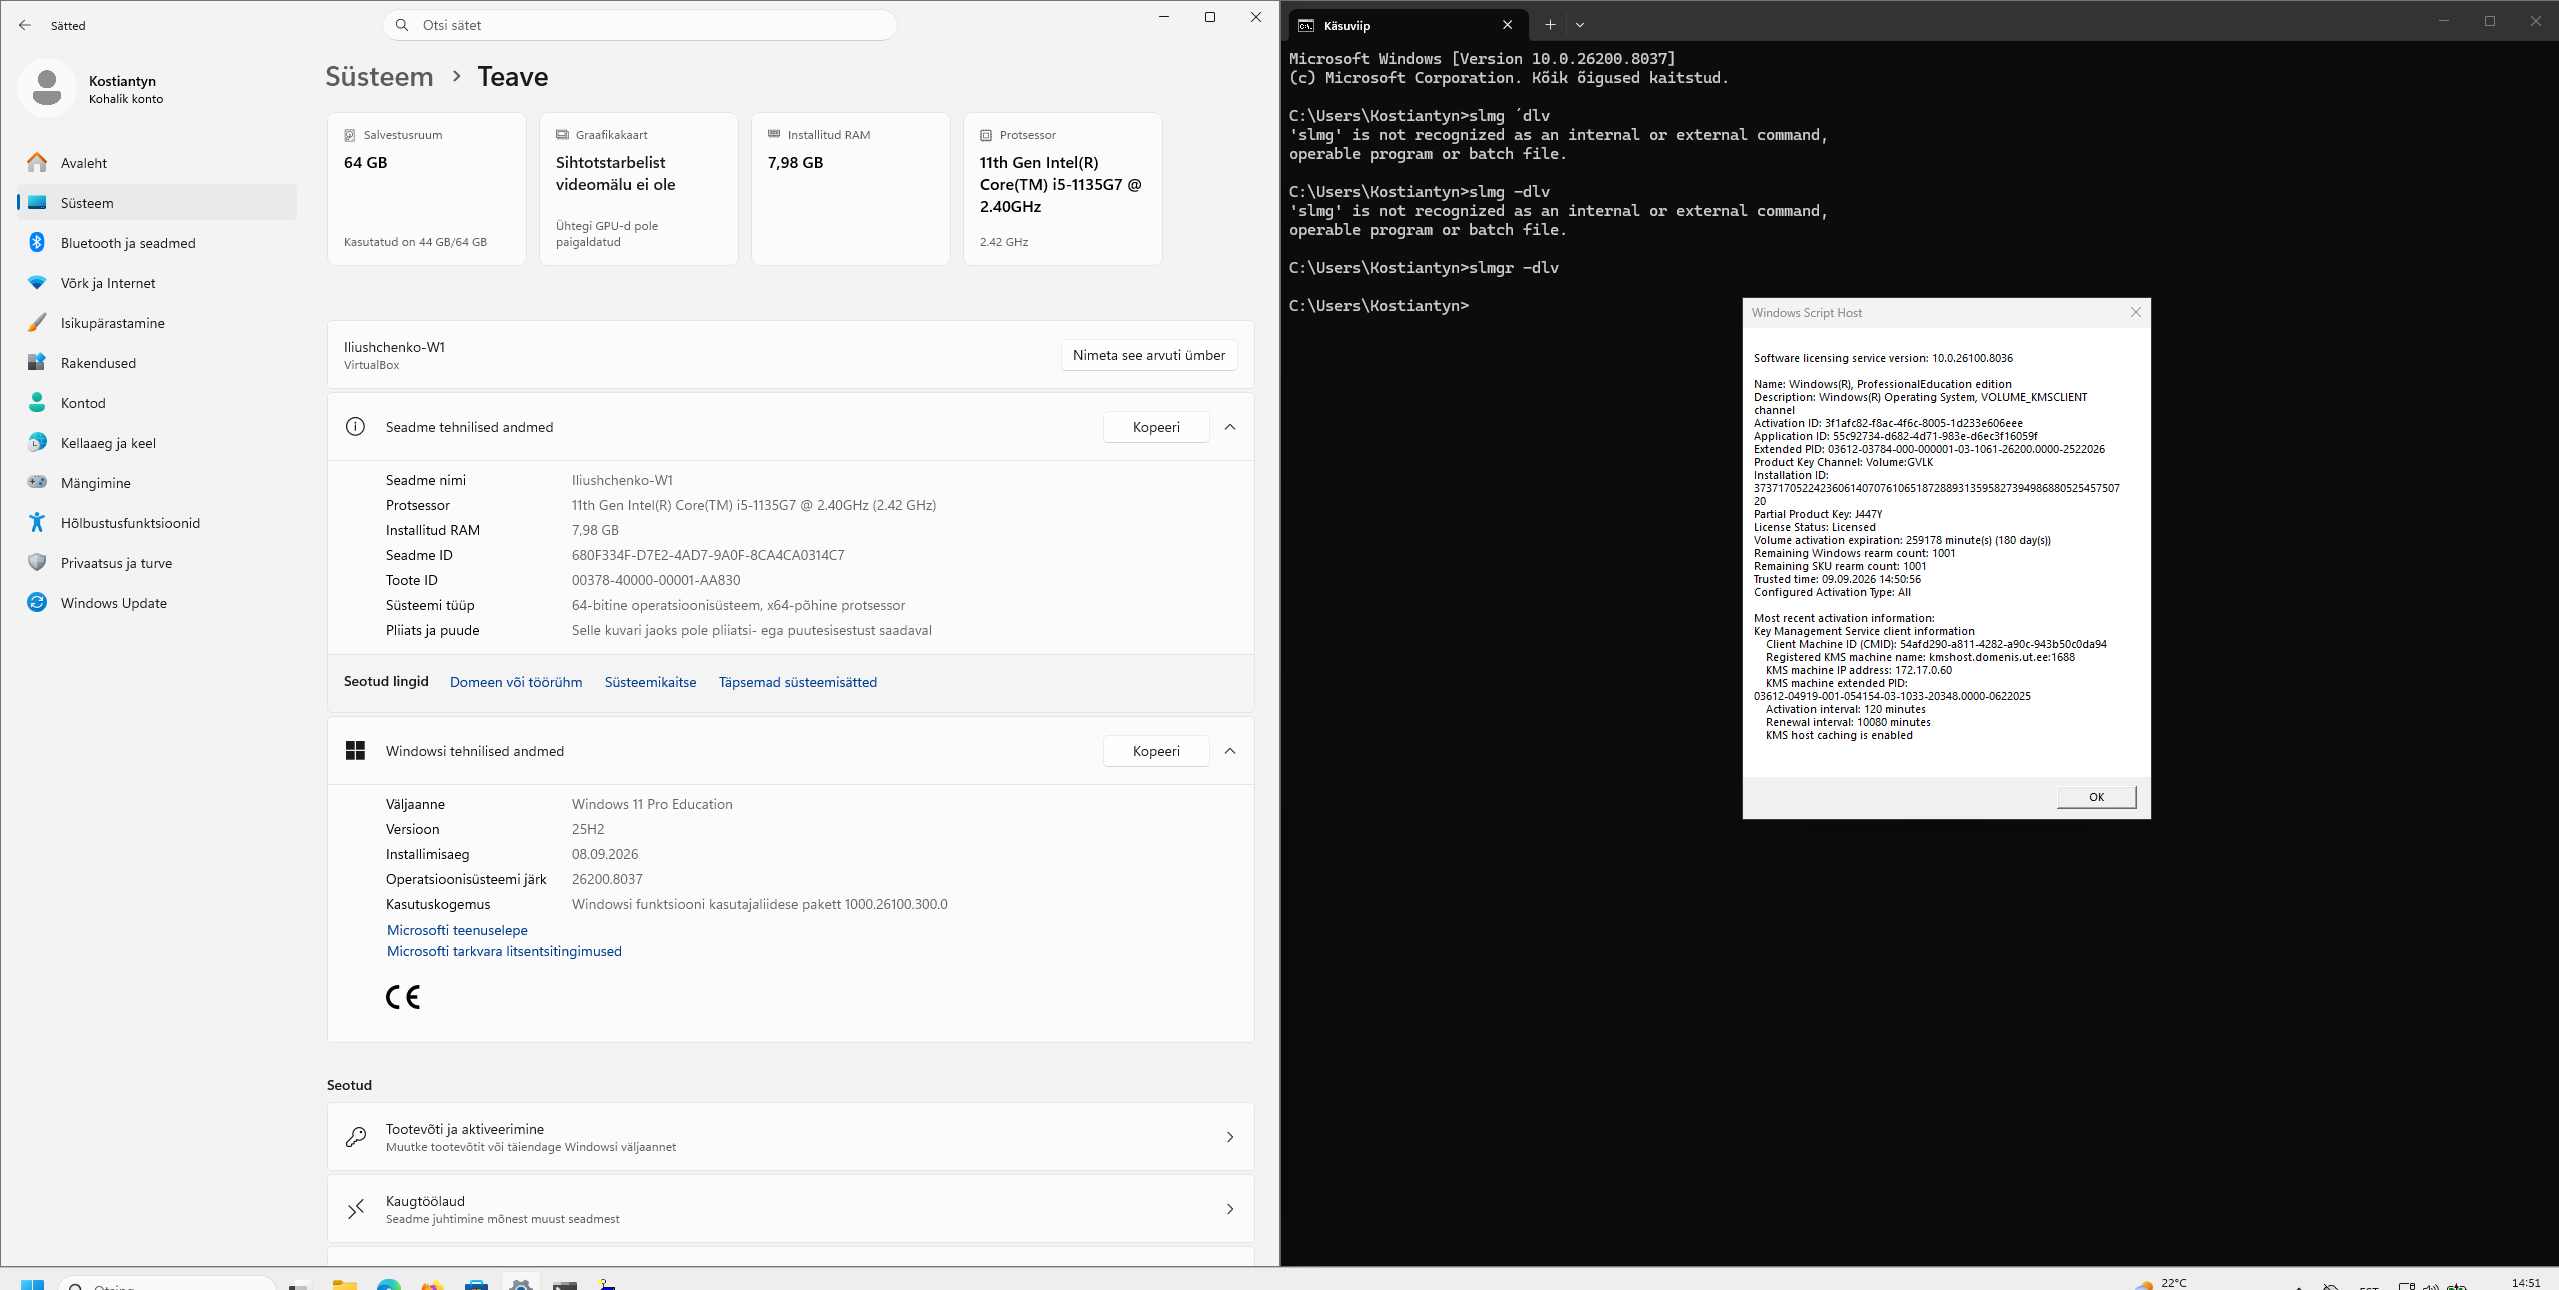 Sätted
Otsi sätet
Kostiantyn
Kohalik konto
Avaleht
Süsteem
Bluetooth ja seadmed
Võrk ja Internet
Isikupärastamine
Rakendused
Kontod
Kellaaeg ja keel
Mängimine
Hõlbustusfunktsioonid
Privaatsus ja turve
Windows Update
Süsteem > Teave
Salvestusruum
64 GB
Kasutatud on 44 GB/64 GB
Graafikakaart
Sihtotstarbelist
videomälu ei ole
Ühtegi GPU-d pole
paigaldatud
Installitud RAM
7,98 GB
Protsessor
11th Gen Intel(R)
Core(TM) i5-1135G7 @
2.40GHz
2.42 GHz
Iliushchenko-W1
VirtualBox
Nimeta see arvuti ümber
Seadme tehnilised andmed
Kopeeri
Seadme nimi Iliushchenko-W1
Protsessor 11th Gen Intel(R) Core(TM) i5-1135G7 @ 2.40GHz (2.42 GHz)
Installitud RAM 7,98 GB
Seadme ID 680F334F-D7E2-4AD7-9A0F-8CA4CA0314C7
Toote ID 00378-40000-00001-AA830
Süsteemi tüüp 64-bitine operatsioonisüsteem, x64-põhine protsessor
Pliiats ja puude Selle kuvari jaoks pole pliiatsi- ega puutesisestust saadaval
Seotud lingid Domeen või töörühm Süsteemikaitse Täpsemad süsteemisätted
Windowsi tehnilised andmed
Kopeeri
Väljaanne Windows 11 Pro Education
Versioon 25H2
Installimisaeg 08.09.2026
Operatsioonisüsteemi järk 26200.8037
Kasutuskogemus Windowsi funktsiooni kasutajaliidese pakett 1000.26100.300.0
Microsofti teenuselepe
Microsofti tarkvara litsentsitingimused
CE
Seotud
Tootevõti ja aktiveerimine
Muutke tootevõtit või täiendage Windowsi väljaannet
Kaugtöölaud
Seadme juhtimine mõnest muust seadmest
Käsuviip
Microsoft Windows [Version 10.0.26200.8037]
(c) Microsoft Corporation. Kõik õigused kaitstud.
C:\Users\Kostiantyn>slmg ´dlv
'slmg' is not recognized as an internal or external command,
operable program or batch file.
C:\Users\Kostiantyn>slmg -dlv
'slmg' is not recognized as an internal or external command,
operable program or batch file.
C:\Users\Kostiantyn>slmgr -dlv
C:\Users\Kostiantyn>
Windows Script Host
Software licensing service version: 10.0.26100.8036
Name: Windows(R), ProfessionalEducation edition
Description: Windows(R) Operating System, VOLUME_KMSCLIENT
channel
Activation ID: 3f1afc82-f8ac-4f6c-8005-1d233e606eee
Application ID: 55c92734-d682-4d71-983e-d6ec3f16059f
Extended PID: 03612-03784-000-000001-03-1061-26200.0000-2522026
Product Key Channel: Volume:GVLK
Installation ID:
3737170522423606140707610651872889313595827394986880525457507
20
Partial Product Key: J447Y
License Status: Licensed
Volume activation expiration: 259178 minute(s) (180 day(s))
Remaining Windows rearm count: 1001
Remaining SKU rearm count: 1001
Trusted time: 09.09.2026 14:50:56
Configured Activation Type: All
Most recent activation information:
Key Management Service client information
Client Machine ID (CMID): 54afd290-a811-4282-a90c-943b50c0da94
Registered KMS machine name: kmshost.domenis.ut.ee:1688
KMS machine IP address: 172.17.0.60
KMS machine extended PID:
03612-04919-001-054154-03-1033-20348.0000-0622025
Activation interval: 120 minutes
Renewal interval: 10080 minutes
KMS host caching is enabled
OK
22°C
14:51